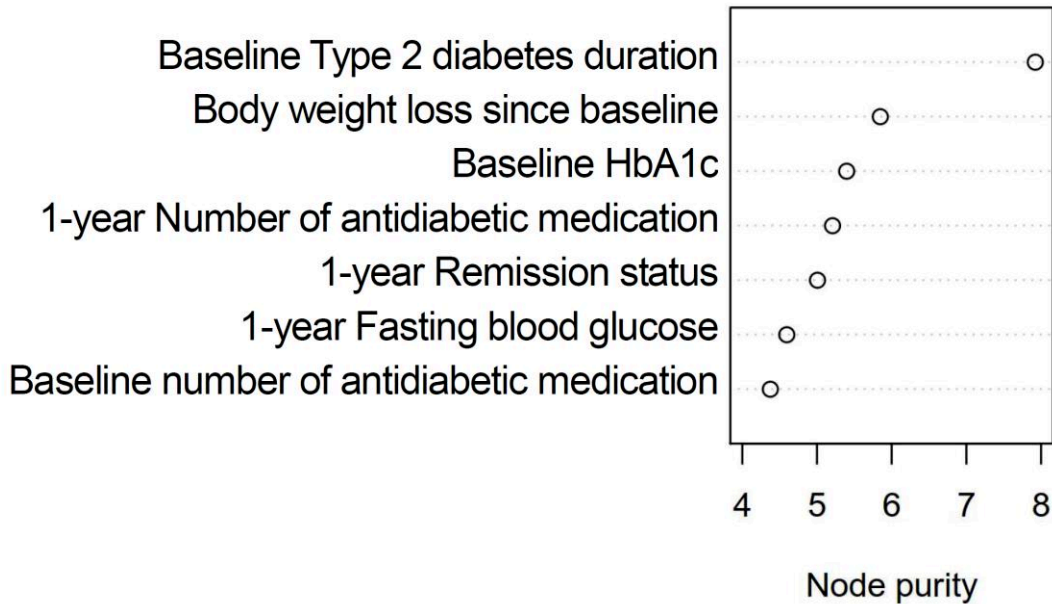 Baseline Type 2 diabetes duration
Body weight loss since baseline
Baseline HbA1c
1-year Number of antidiabetic medication
1-year Remission status
1-year Fasting blood glucose
Baseline number of antidiabetic medication
4 5 6 7 8
Node purity